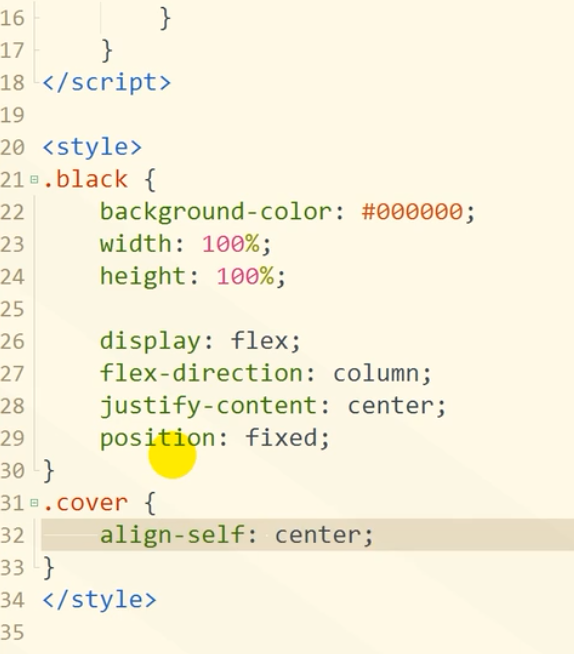 16 }
17 }
18 </script>
19
20 <style>
21 .black {
22 background-color: #000000;
23 width: 100%;
24 height: 100%;
25
26 display: flex;
27 flex-direction: column;
28 justify-content: center;
29 position: fixed;
30 }
31 .cover {
32 align-self: center;
33 }
34 </style>
35